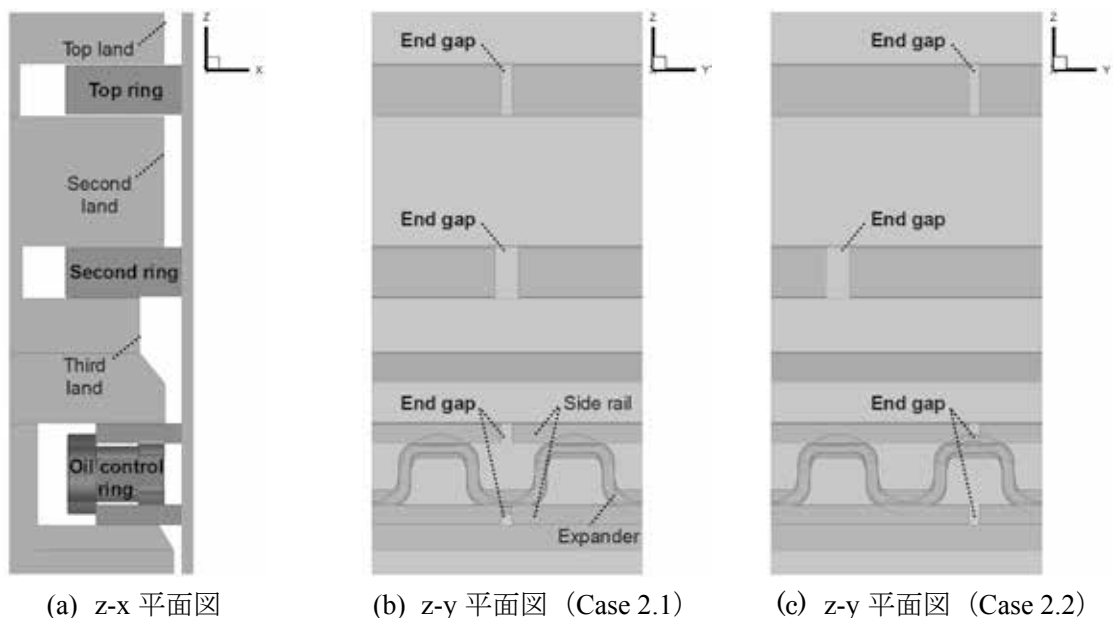 Z
X
Top land
Top ring
Second
land
Second ring
Third
land
Oil control
ring
(a) z-x 平面図
Z
Y
End gap
End gap
End gap
Side rail
Expander
(b) z-y 平面図（Case 2.1）
Z
Y
End gap
End gap
End gap
(c) z-y 平面図（Case 2.2）